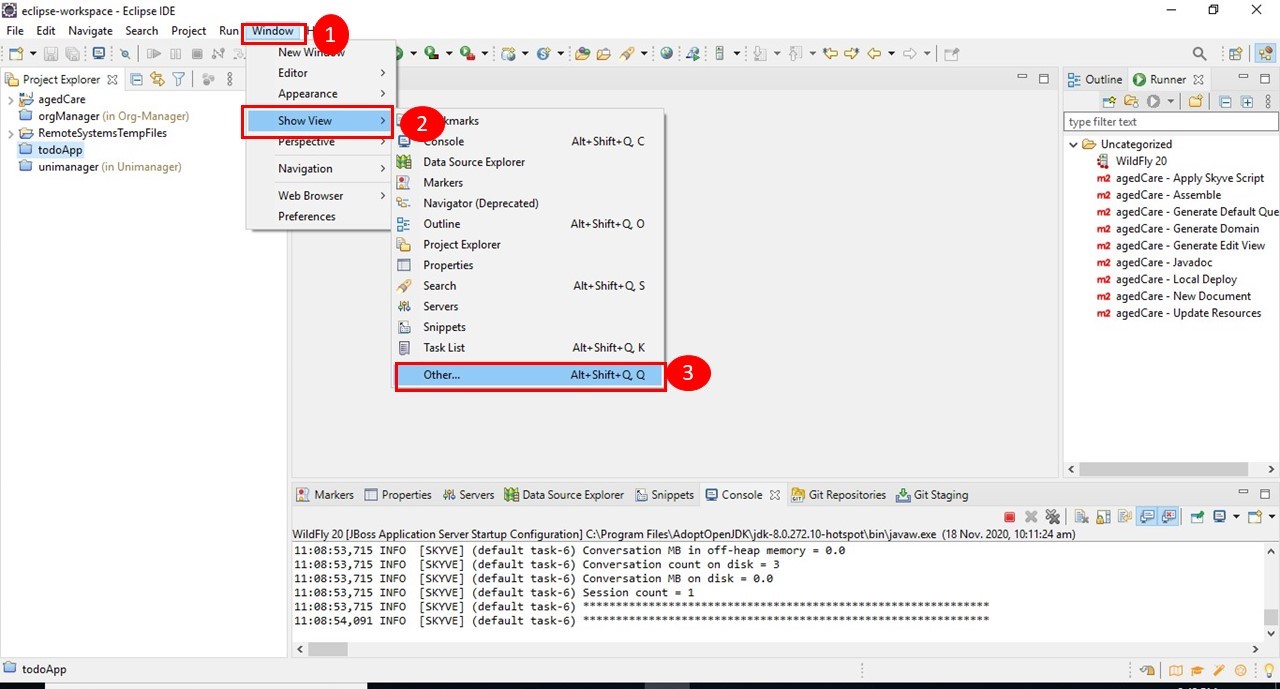 eclipse-workspace - Eclipse IDE
File Edit Navigate Search Project Run Window
1
Project Explorer
agedCare
orgManager (in Org-Manager)
RemoteSystemsTempFiles
todoApp
unimanager (in Unimanager)
New Window
Editor
Appearance
Show View
2
Perspective
Navigation
Web Browser
Preferences
Console Alt+Shift+Q, C
Data Source Explorer
Markers
Navigator (Deprecated)
Outline Alt+Shift+Q, O
Project Explorer
Properties
Search Alt+Shift+Q, S
Servers
Snippets
Task List Alt+Shift+Q, K
Other... Alt+Shift+Q, Q
3
Outline Runner
type filter text
Uncategorized
WildFly 20
agedCare - Apply Skyve Script
agedCare - Assemble
agedCare - Generate Default Que
agedCare - Generate Domain
agedCare - Generate Edit View
agedCare - Javadoc
agedCare - Local Deploy
agedCare - New Document
agedCare - Update Resources
Markers Properties Servers Data Source Explorer Snippets Console Git Repositories Git Staging
WildFly 20 [JBoss Application Server Startup Configuration] C:\Program Files\AdoptOpenJDK\jdk-8.0.272.10-hotspot\bin\javaw.exe (18 Nov. 2020, 10:11:24 am)
11:08:53,715 INFO [SKYVE] (default task-6) Conversation MB in off-heap memory = 0.0
11:08:53,715 INFO [SKYVE] (default task-6) Conversation count on disk = 3
11:08:53,715 INFO [SKYVE] (default task-6) Conversation MB on disk = 0.0
11:08:53,715 INFO [SKYVE] (default task-6) Session count = 1
11:08:53,715 INFO [SKYVE] (default task-6) **************************************************************
11:08:54,091 INFO [SKYVE] (default task-6) **************************************************************
todoApp